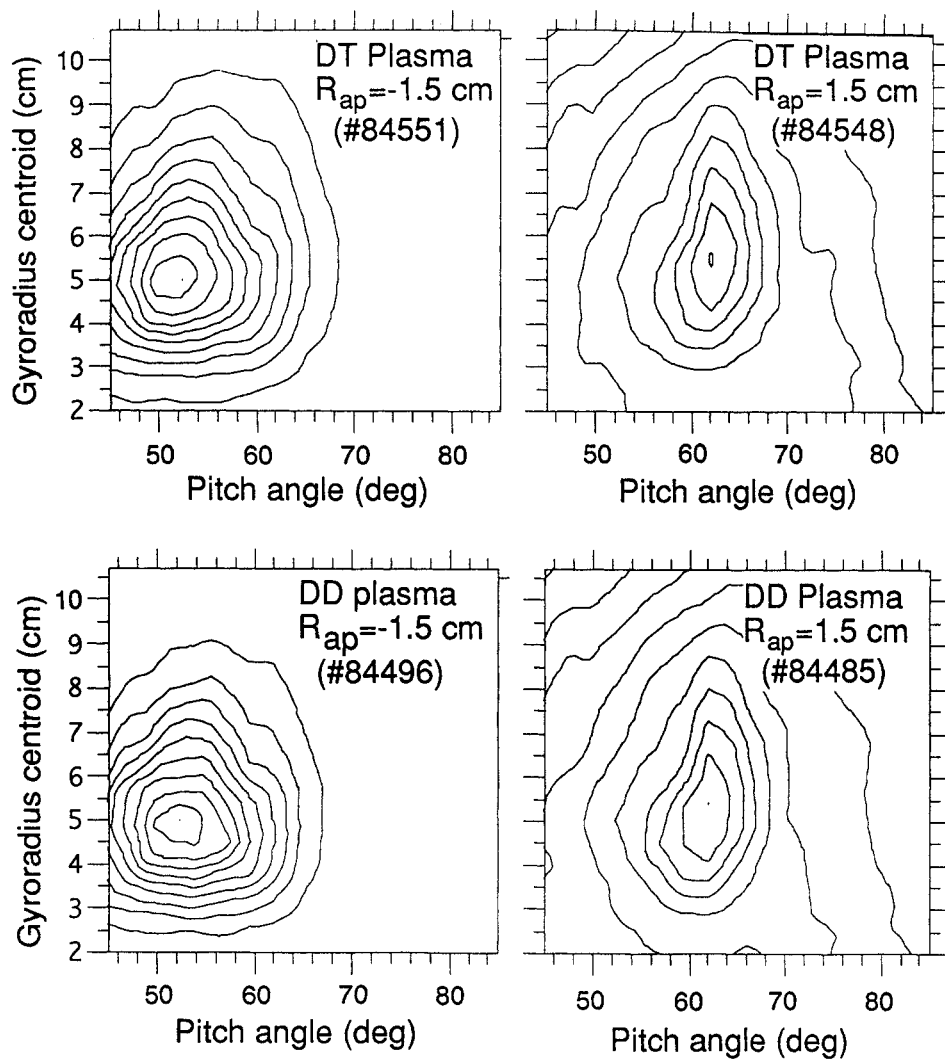 DT Plasma
R_ap=-1.5 cm
(#84551)
Gyroradius centroid (cm)
10
9
8
7
6
5
4
3
2
50 60 70 80
Pitch angle (deg)
DT Plasma
R_ap=1.5 cm
(#84548)
50 60 70 80
Pitch angle (deg)
DD plasma
R_ap=-1.5 cm
(#84496)
Gyroradius centroid (cm)
10
9
8
7
6
5
4
3
2
50 60 70 80
Pitch angle (deg)
DD Plasma
R_ap=1.5 cm
(#84485)
50 60 70 80
Pitch angle (deg)